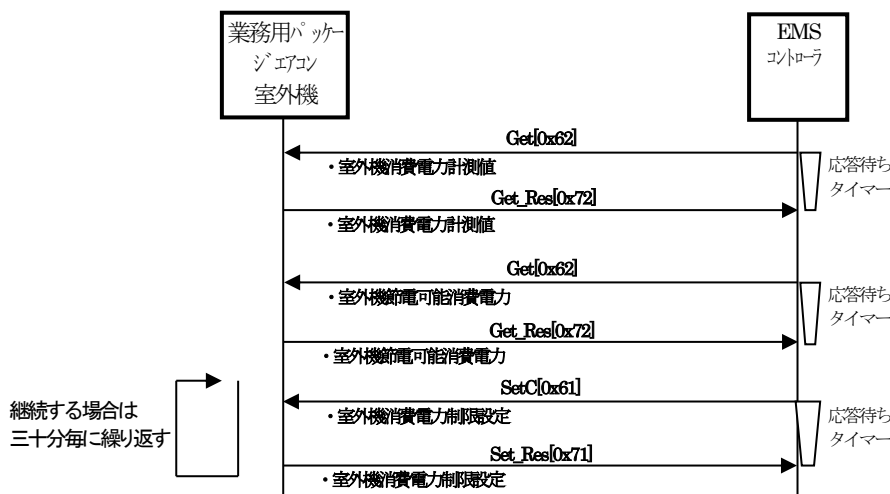 業務用パッケー
ジエアコン
室外機
EMS
コントローラ
Get[0x62]
・室外機消費電力計測値
応答待ち
タイマー
Get_Res[0x72]
・室外機消費電力計測値
Get[0x62]
・室外機節電可能消費電力
応答待ち
タイマー
Get_Res[0x72]
・室外機節電可能消費電力
SetC[0x61]
・室外機消費電力制限設定
応答待ち
タイマー
継続する場合は
三十分毎に繰り返す
Set_Res[0x71]
・室外機消費電力制限設定